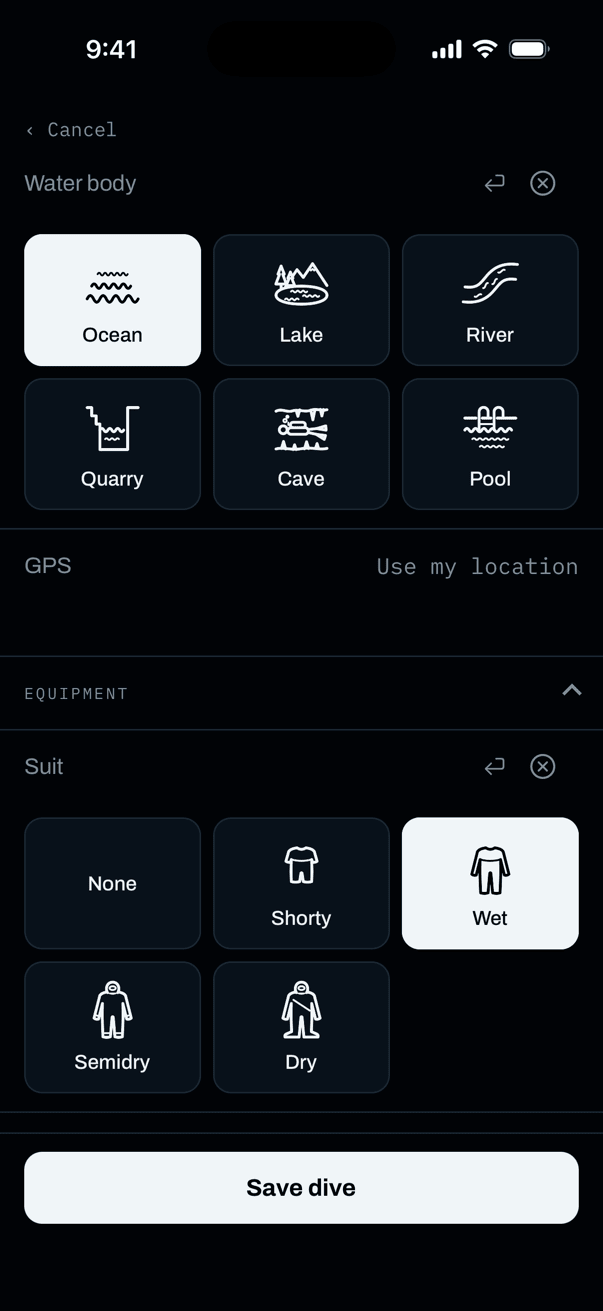 9:41
‹ Cancel
Water body
Ocean
Lake
River
Quarry
Cave
Pool
GPS
Use my location
EQUIPMENT
Suit
None
Shorty
Wet
Semidry
Dry
Save dive